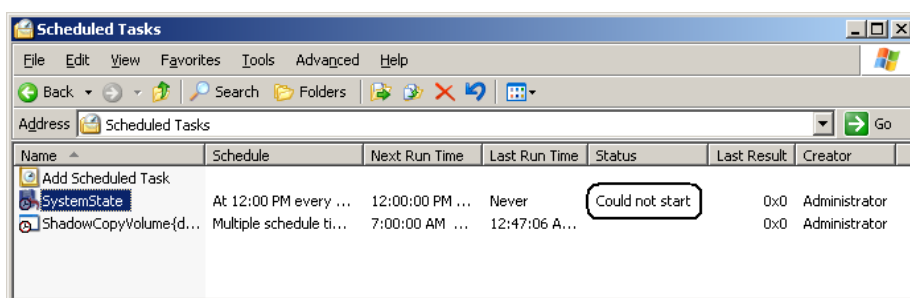 Scheduled Tasks
File Edit View Favorites Tools Advanced Help
Back Search Folders
Address Scheduled Tasks Go
Name Schedule Next Run Time Last Run Time Status Last Result Creator
Add Scheduled Task
SystemState At 12:00 PM every ... 12:00:00 PM ... Never Could not start 0x0 Administrator
ShadowCopyVolume{d... Multiple schedule ti... 7:00:00 AM ... 12:47:06 A... 0x0 Administrator